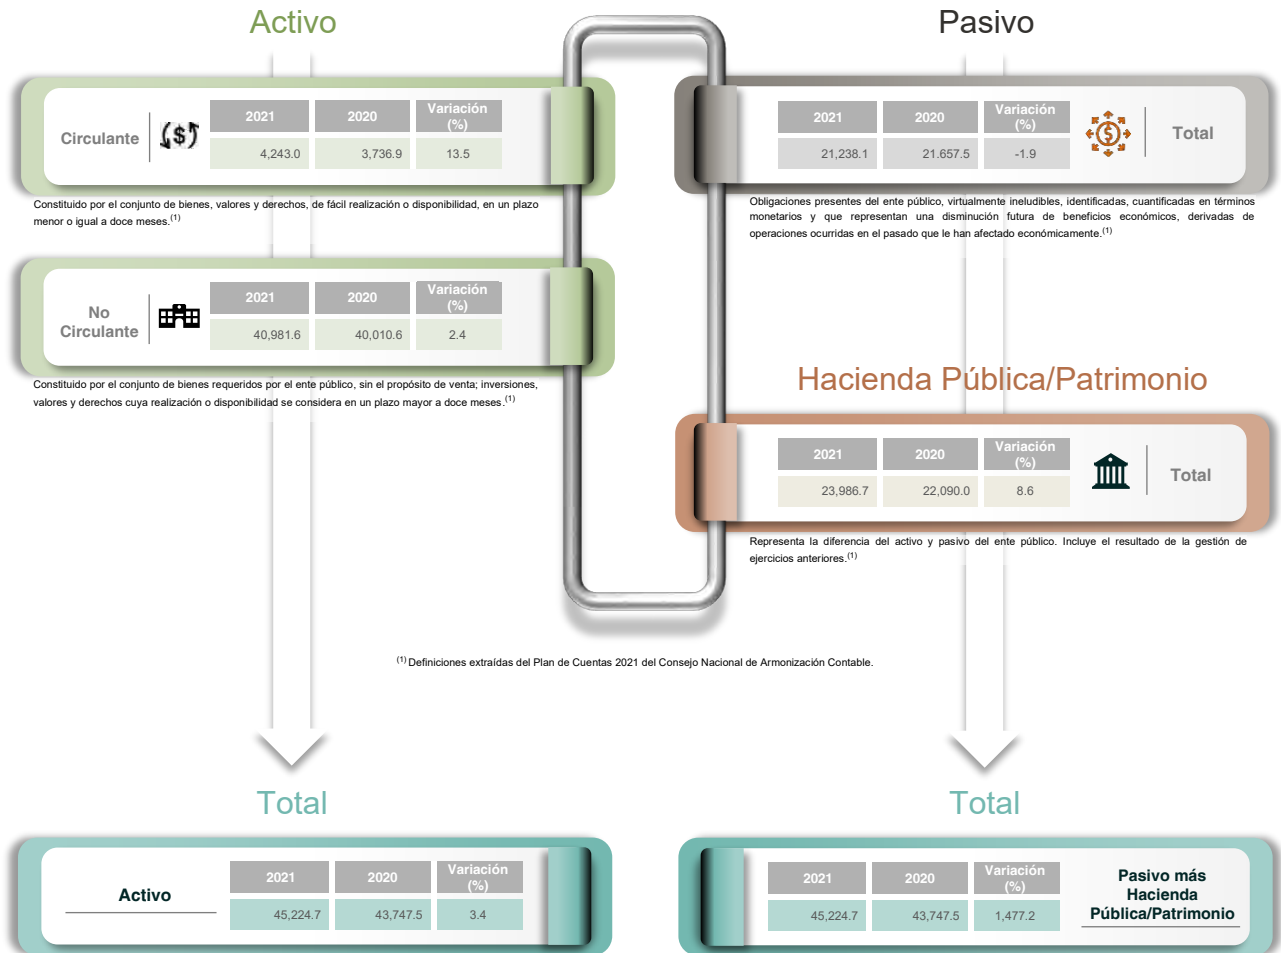 Activo
Circulante
2021 2020 Variación (%)
4,243.0 3,736.9 13.5
Constituido por el conjunto de bienes, valores y derechos, de fácil realización o disponibilidad, en un plazo
menor o igual a doce meses.(1)
No
Circulante
2021 2020 Variación (%)
40,981.6 40,010.6 2.4
Constituido por el conjunto de bienes requeridos por el ente público, sin el propósito de venta; inversiones,
valores y derechos cuya realización o disponibilidad se considera en un plazo mayor a doce meses.(1)
Pasivo
2021 2020 Variación (%)
21,238.1 21.657.5 -1.9
Total
Obligaciones presentes del ente público, virtualmente ineludibles, identificadas, cuantificadas en términos
monetarios y que representan una disminución futura de beneficios económicos, derivadas de
operaciones ocurridas en el pasado que le han afectado económicamente.(1)
Hacienda Pública/Patrimonio
2021 2020 Variación (%)
23,986.7 22,090.0 8.6
Total
Representa la diferencia del activo y pasivo del ente público. Incluye el resultado de la gestión de
ejercicios anteriores.(1)
(1) Definiciones extraídas del Plan de Cuentas 2021 del Consejo Nacional de Armonización Contable.
Total
Activo
2021 2020 Variación (%)
45,224.7 43,747.5 3.4
Total
2021 2020 Variación (%)
45,224.7 43,747.5 1,477.2
Pasivo más
Hacienda
Pública/Patrimonio